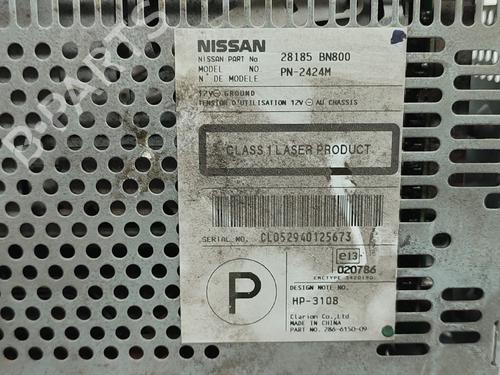 NISSAN
NISSAN PART No 28185 BN800
MODEL NO PN-2424M
N° DE MODELE
12V ⊖ GROUND
TENSION D'UTILISATION 12V ⊖ AU CHASSIS
CLASS 1 LASER PRODUCT
SERIAL NO. CL052940125673
e13
020786
P
DESIGN NOTE NO.
HP-3108
Clarion Co., Ltd
MADE IN CHINA
PART NO. 286-6150-09